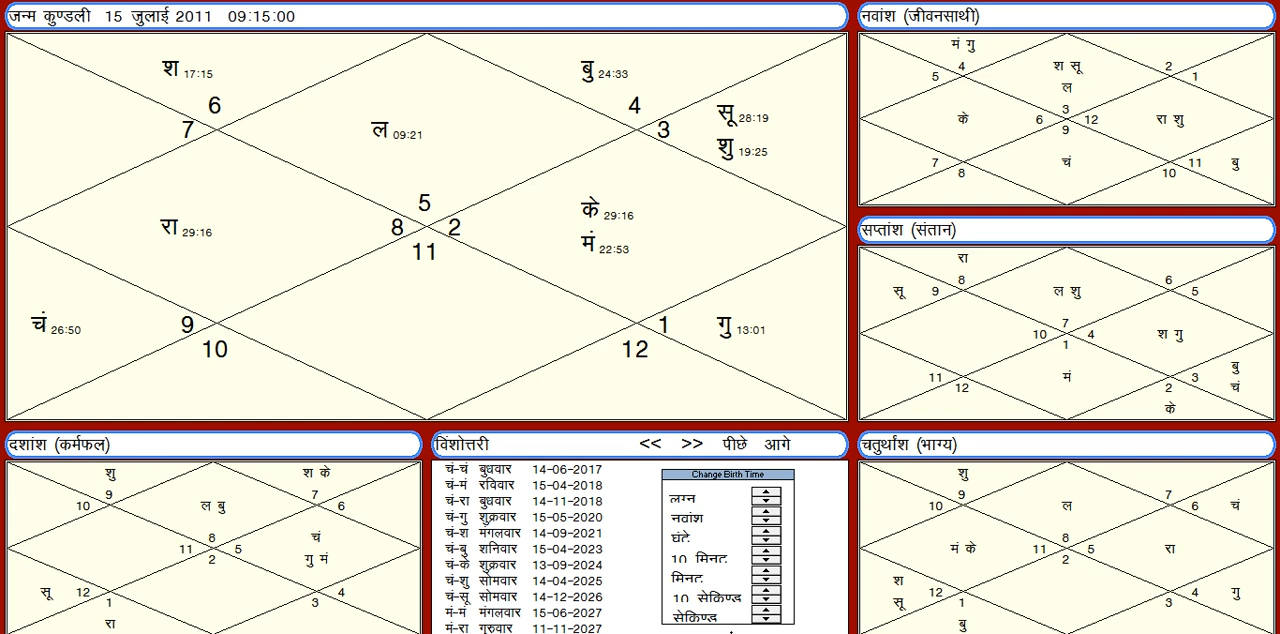 जन्म कुण्डली 15 जुलाई 2011 09:15:00
श 17:15
बु 24:33
6
4
7
ल 09:21
3
सू 28:19
शु 19:25
5
रा 29:16
8
2
के 29:16
मं 22:53
11
चं 26:50
9
1
गु 13:01
10
12
नवांश (जीवनसाथी)
मं गु
4
5
श सू
ल
2
1
3
के
6
12
रा शु
9
7
8
चं
11
10
बु
सप्तांश (संतान)
रा
8
सू 9
ल शु
6
5
7
10
4
श गु
1
11
12
मं
3
2
बु
चं
के
दशांश (कर्मफल)
शु
9
10
ल बु
श के
7
6
8
11
5
चं
गु मं
2
सू 12
1
4
3
रा
विंशोत्तरी << >> पीछे आगे
चं-चं बुधवार 14-06-2017
चं-मं रविवार 15-04-2018
चं-रा बुधवार 14-11-2018
चं-गु शुक्रवार 15-05-2020
चं-श मंगलवार 14-09-2021
चं-बु शनिवार 15-04-2023
चं-के शुक्रवार 13-09-2024
चं-शु सोमवार 14-04-2025
चं-सू सोमवार 14-12-2026
मं-मं मंगलवार 15-06-2027
मं-रा गुरुवार 11-11-2027
Change Birth Time
लग्न
नवांश
घंटे
10 मिनट
मिनट
10 सेकिण्ड
सेकिण्ड
चतुर्थांश (भाग्य)
शु
9
10
ल
7
6
चं
8
मं के
11
5
रा
2
श
सू
12
1
4
3
गु
बु